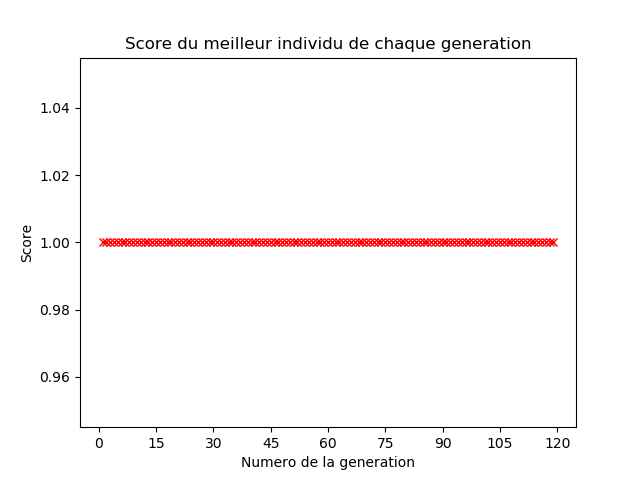 Score du meilleur individu de chaque generation
1.04
1.02
1.00
0.98
0.96
Score
0 15 30 45 60 75 90 105 120
Numero de la generation